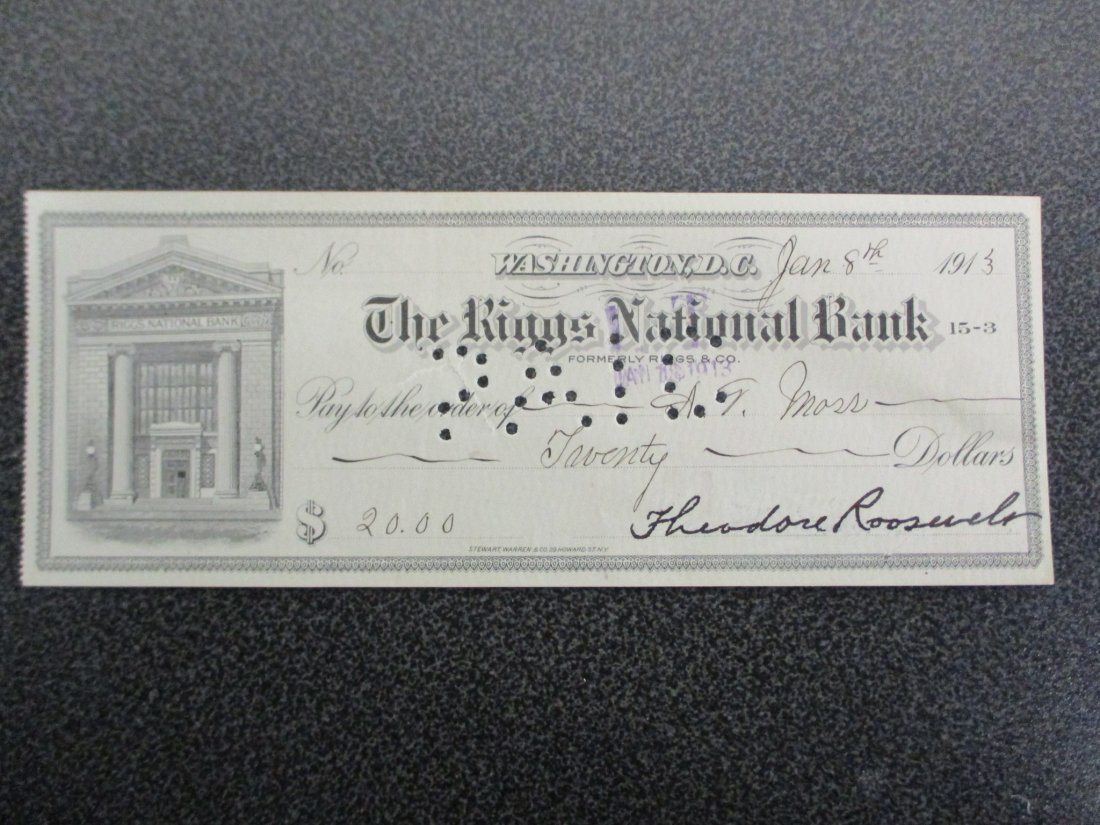 No. WASHINGTON, D.C. Jan 8th 1913
RIGGS NATIONAL BANK
The Riggs National Bank 15-3
FORMERLY RIGGS & CO.
Pay to the order of A. T. Moss
Twenty Dollars
$ 20.00 Theodore Roosevelt
STEWART, WARREN & CO. 29 HOWARD ST. N.Y.